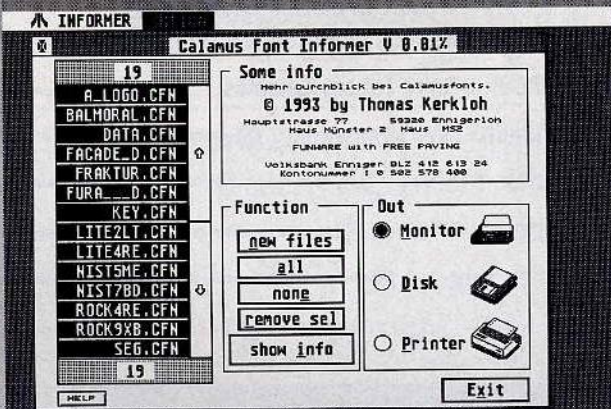 INFORMER
Calamus Font Informer V 0.81%
19
A_LOGO.CFN
BALMORAL.CFN
DATA.CFN
FACADE_D.CFN
FRAKTUR.CFN
FURA___D.CFN
KEY.CFN
LITE2LT.CFN
LITE4RE.CFN
NIST5ME.CFN
NIST7BD.CFN
ROCK4RE.CFN
ROCK9XB.CFN
SEG.CFN
19
HELP
Some info
Mehr Durchblick bei Calamusfonts.
© 1993 by Thomas Kerkloh
Hauptstrasse 77 59320 Ennigerloh
Haus Münster 2 Maus MS2
FUNWARE with FREE PAYING
Volksbank Enniger BLZ 412 613 24
Kontonummer : 0 502 578 400
Function
new files
all
none
remove sel
show info
Out
Monitor
Disk
Printer
Exit